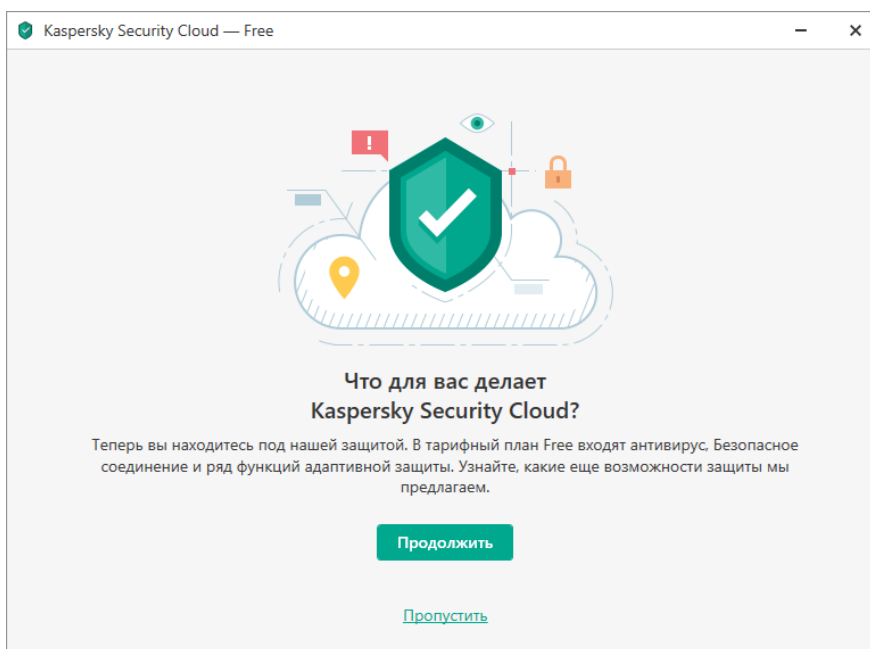 Kaspersky Security Cloud — Free
Что для вас делает
Kaspersky Security Cloud?
Теперь вы находитесь под нашей защитой. В тарифный план Free входят антивирус, Безопасное
соединение и ряд функций адаптивной защиты. Узнайте, какие еще возможности защиты мы
предлагаем.
Продолжить
Пропустить